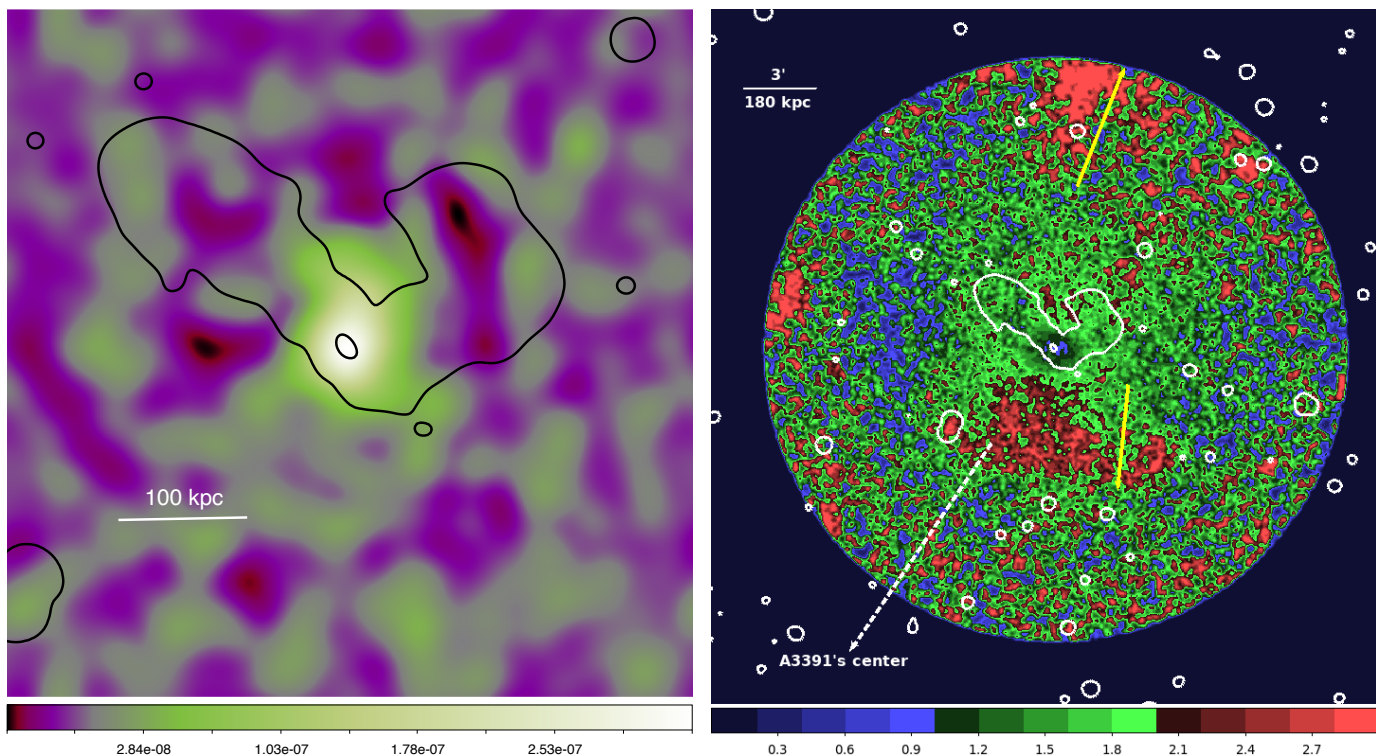 100 kpc
2.84e-08 1.03e-07 1.78e-07 2.53e-07
3'
180 kpc
A3391's center
0.3 0.6 0.9 1.2 1.5 1.8 2.1 2.4 2.7